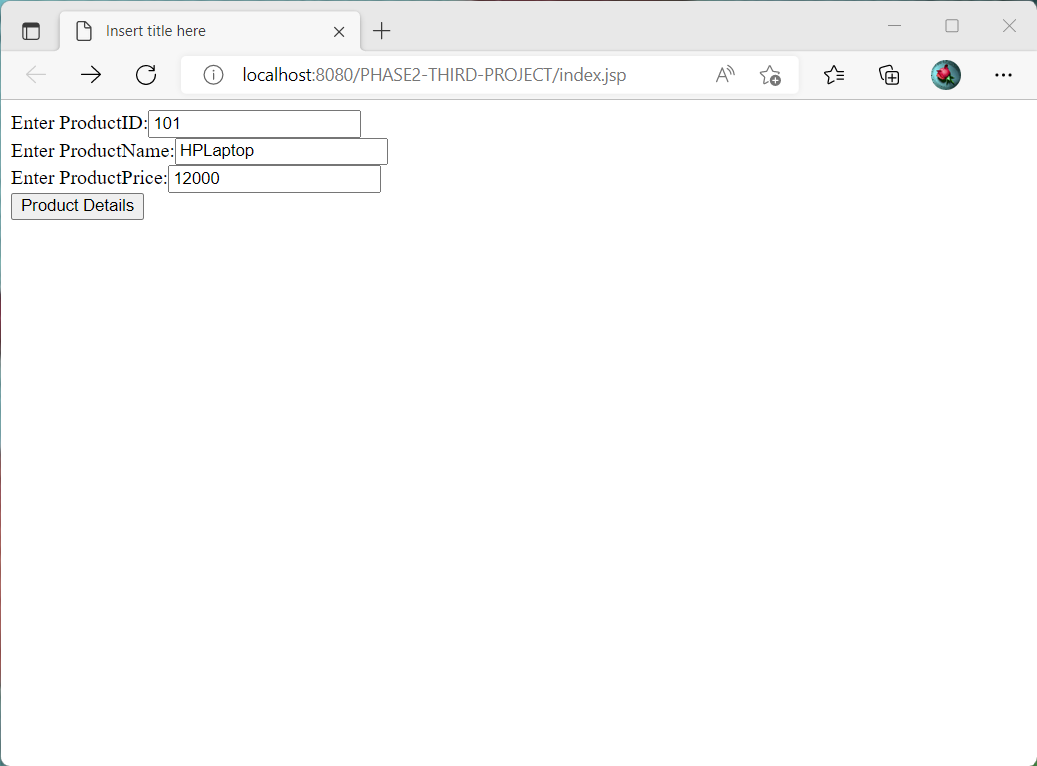 Insert title here
localhost:8080/PHASE2-THIRD-PROJECT/index.jsp
Enter ProductID: 101
Enter ProductName: HPLaptop
Enter ProductPrice: 12000
Product Details